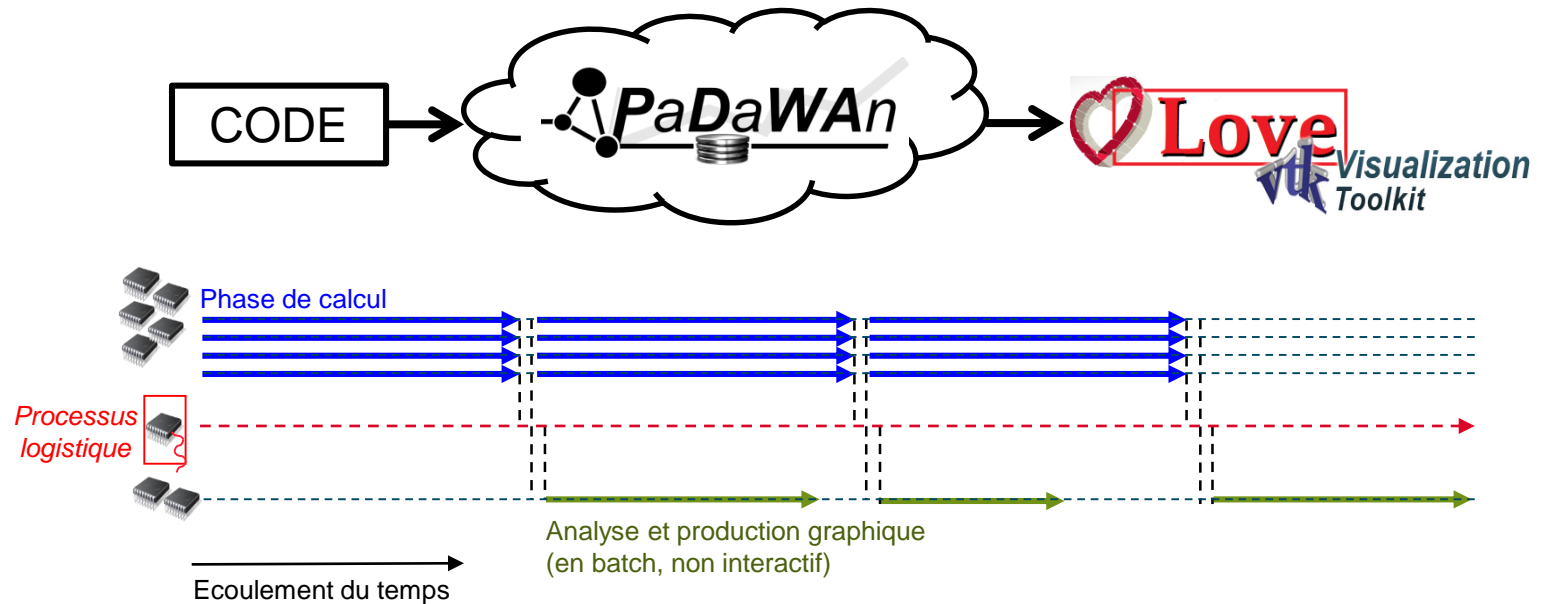 CODE
PaDaWAn
Love
vtk
Visualization
Toolkit
Phase de calcul
Processus
logistique
Analyse et production graphique
(en batch, non interactif)
Ecoulement du temps